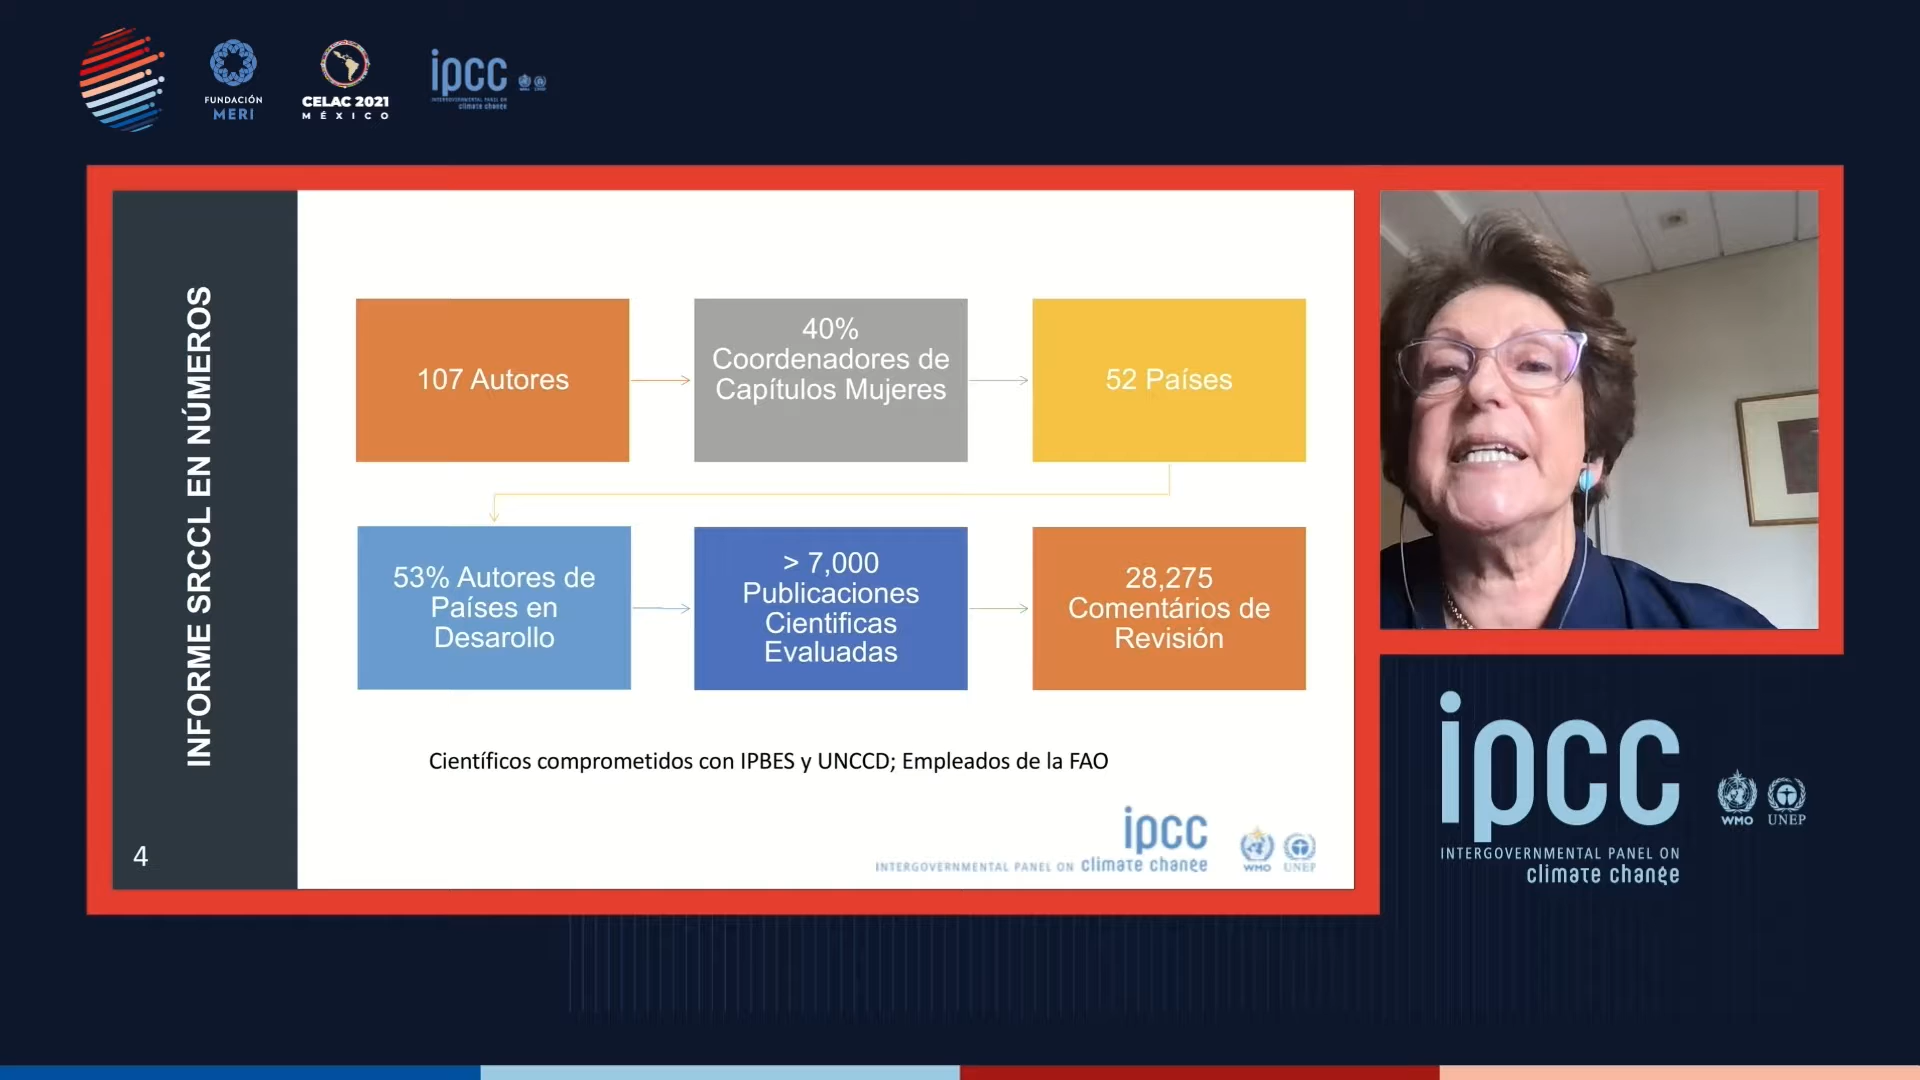 FUNDACIÓN
MERI
CELAC 2021
MÉXICO
ipcc
INTERGOVERNMENTAL PANEL ON
climate change
INFORME SRCCL EN NÚMEROS
4
107 Autores
40%
Coordenadores de
Capítulos Mujeres
52 Países
53% Autores de
Países en
Desarollo
> 7,000
Publicaciones
Cientificas
Evaluadas
28,275
Comentários de
Revisión
Científicos comprometidos con IPBES y UNCCD; Empleados de la FAO
ipcc
INTERGOVERNMENTAL PANEL ON climate change
WMO
UNEP
ipcc
INTERGOVERNMENTAL PANEL ON
climate change
WMO
UNEP